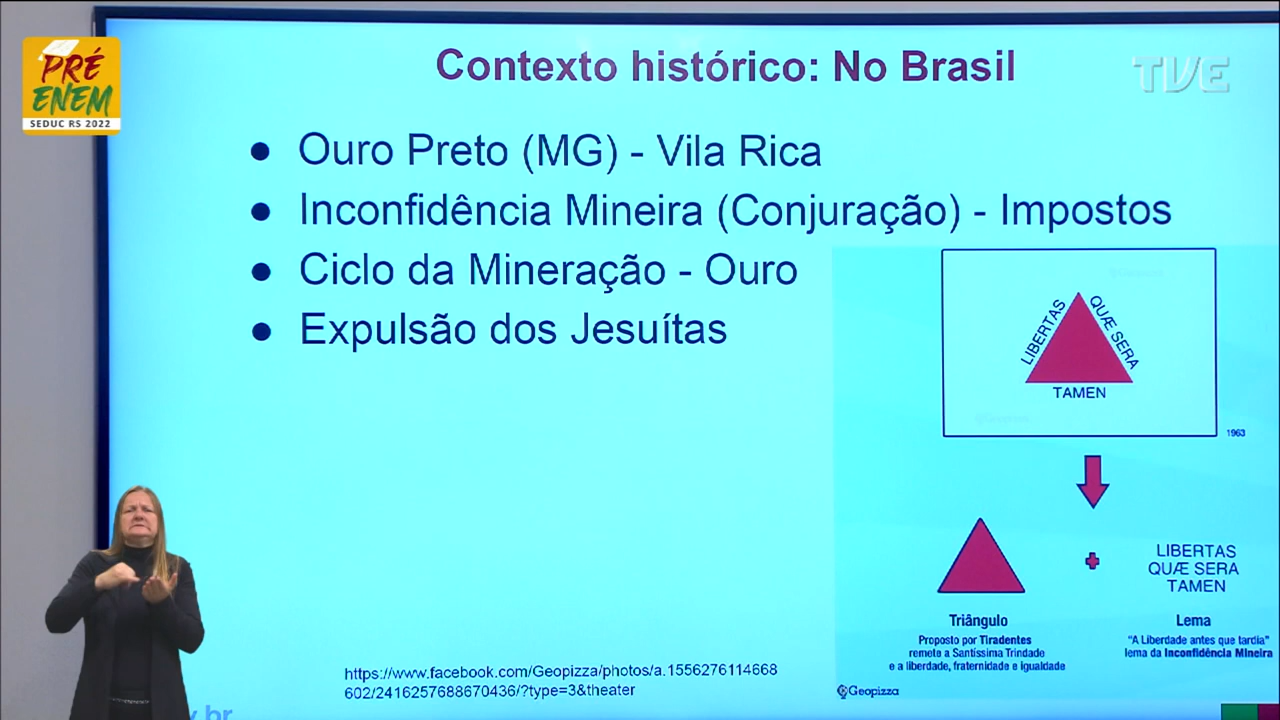 PRÉ
ENEM
SEDUC RS 2022
Contexto histórico: No Brasil
TVE
● Ouro Preto (MG) - Vila Rica
● Inconfidência Mineira (Conjuração) - Impostos
● Ciclo da Mineração - Ouro
● Expulsão dos Jesuítas
LIBERTAS
QUÆ SERA
TAMEN
1963
LIBERTAS
QUÆ SERA
TAMEN
Triângulo
Proposto por Tiradentes
remete a Santíssima Trindade
e a liberdade, fraternidade e igualdade
Lema
"A Liberdade antes que tardia"
lema da Inconfidência Mineira
https://www.facebook.com/Geopizza/photos/a.1556276114668
602/2416257688670436/?type=3&theater
Geopizza